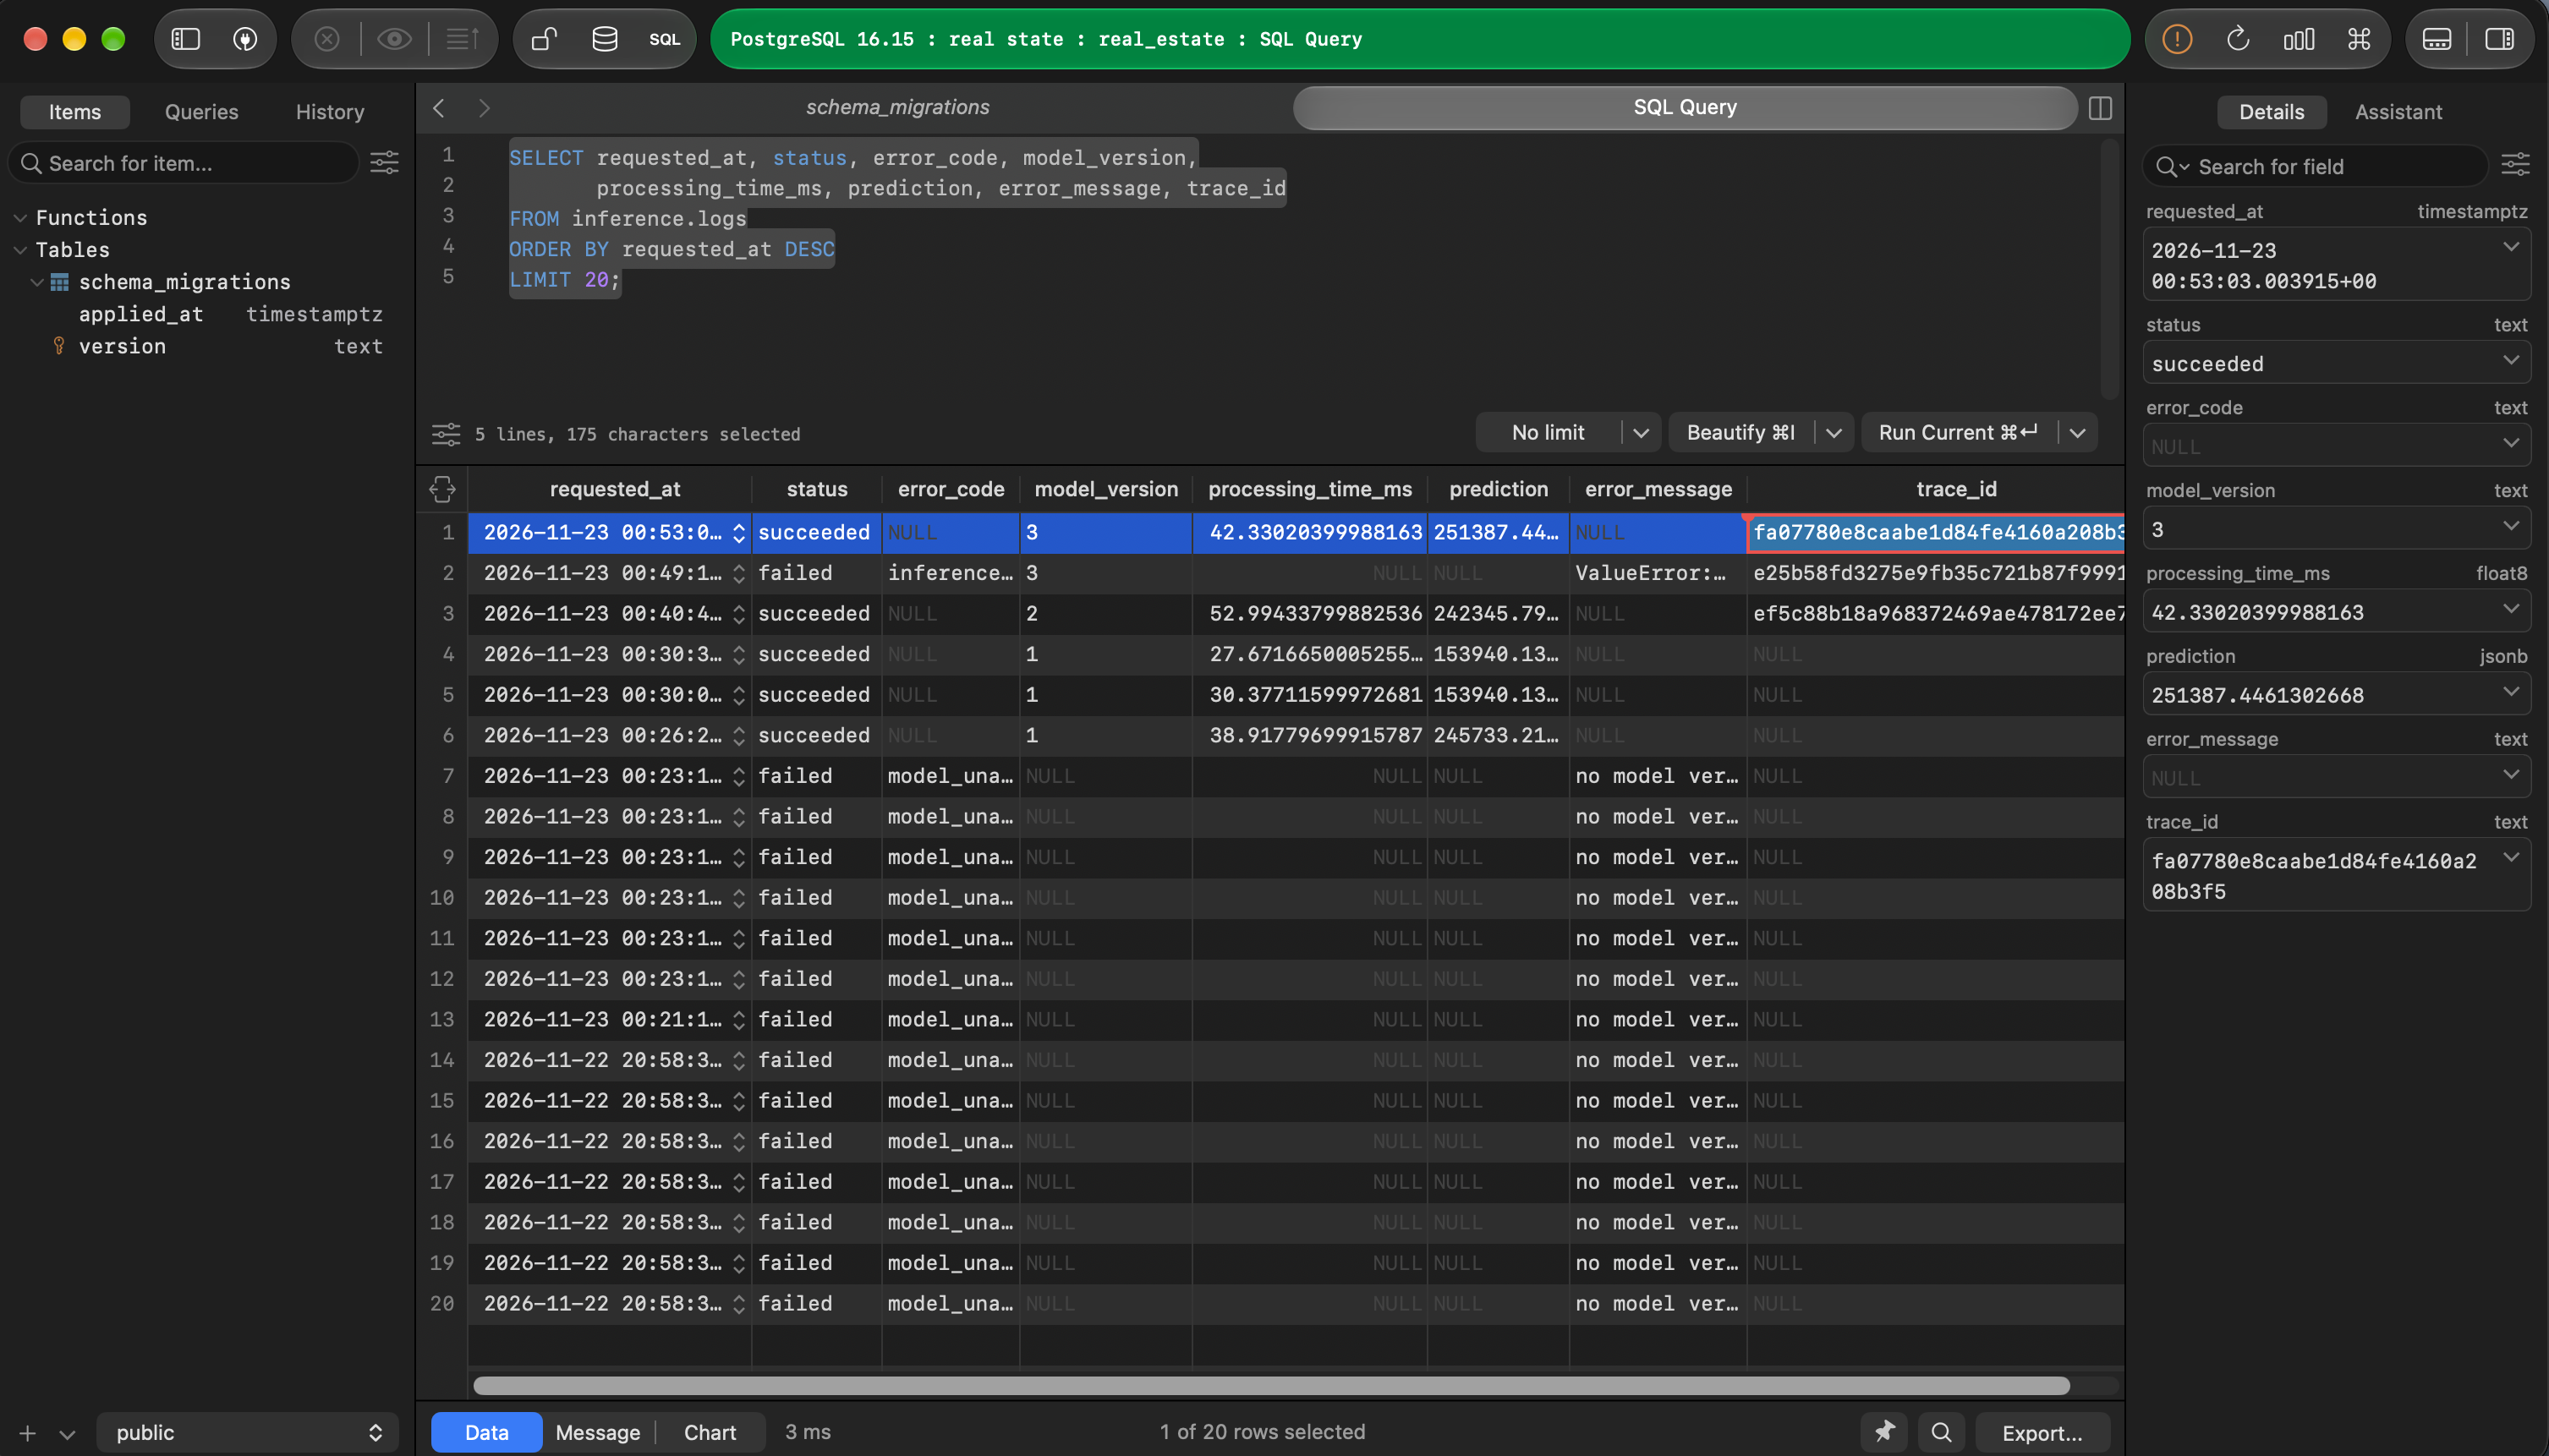 SQL
PostgreSQL 16.15 : real state : real_estate : SQL Query
Items Queries History
Search for item...
Functions
Tables
schema_migrations
applied_at timestamptz
version text
public
schema_migrations SQL Query
1 SELECT requested_at, status, error_code, model_version,
2 processing_time_ms, prediction, error_message, trace_id
3 FROM inference.logs
4 ORDER BY requested_at DESC
5 LIMIT 20;
5 lines, 175 characters selected
No limit Beautify ⌘I Run Current ⌘↵
requested_at status error_code model_version processing_time_ms prediction error_message trace_id
1 2026-11-23 00:53:0… succeeded NULL 3 42.33020399988163 251387.44… NULL fa07780e8caabe1d84fe4160a208b3
2 2026-11-23 00:49:1… failed inference… 3 NULL NULL ValueError:… e25b58fd3275e9fb35c721b87f9991
3 2026-11-23 00:40:4… succeeded NULL 2 52.99433799882536 242345.79… NULL ef5c88b18a968372469ae478172ee7
4 2026-11-23 00:30:3… succeeded NULL 1 27.6716650005255… 153940.13… NULL NULL
5 2026-11-23 00:30:0… succeeded NULL 1 30.37711599972681 153940.13… NULL NULL
6 2026-11-23 00:26:2… succeeded NULL 1 38.91779699915787 245733.21… NULL NULL
7 2026-11-23 00:23:1… failed model_una… NULL NULL NULL no model ver… NULL
8 2026-11-23 00:23:1… failed model_una… NULL NULL NULL no model ver… NULL
9 2026-11-23 00:23:1… failed model_una… NULL NULL NULL no model ver… NULL
10 2026-11-23 00:23:1… failed model_una… NULL NULL NULL no model ver… NULL
11 2026-11-23 00:23:1… failed model_una… NULL NULL NULL no model ver… NULL
12 2026-11-23 00:23:1… failed model_una… NULL NULL NULL no model ver… NULL
13 2026-11-23 00:21:1… failed model_una… NULL NULL NULL no model ver… NULL
14 2026-11-22 20:58:3… failed model_una… NULL NULL NULL no model ver… NULL
15 2026-11-22 20:58:3… failed model_una… NULL NULL NULL no model ver… NULL
16 2026-11-22 20:58:3… failed model_una… NULL NULL NULL no model ver… NULL
17 2026-11-22 20:58:3… failed model_una… NULL NULL NULL no model ver… NULL
18 2026-11-22 20:58:3… failed model_una… NULL NULL NULL no model ver… NULL
19 2026-11-22 20:58:3… failed model_una… NULL NULL NULL no model ver… NULL
20 2026-11-22 20:58:3… failed model_una… NULL NULL NULL no model ver… NULL
Data Message Chart 3 ms 1 of 20 rows selected Export...
Details Assistant
Search for field
requested_at timestamptz
2026-11-23
00:53:03.003915+00
status text
succeeded
error_code text
NULL
model_version text
3
processing_time_ms float8
42.33020399988163
prediction jsonb
251387.4461302668
error_message text
NULL
trace_id text
fa07780e8caabe1d84fe4160a2
08b3f5